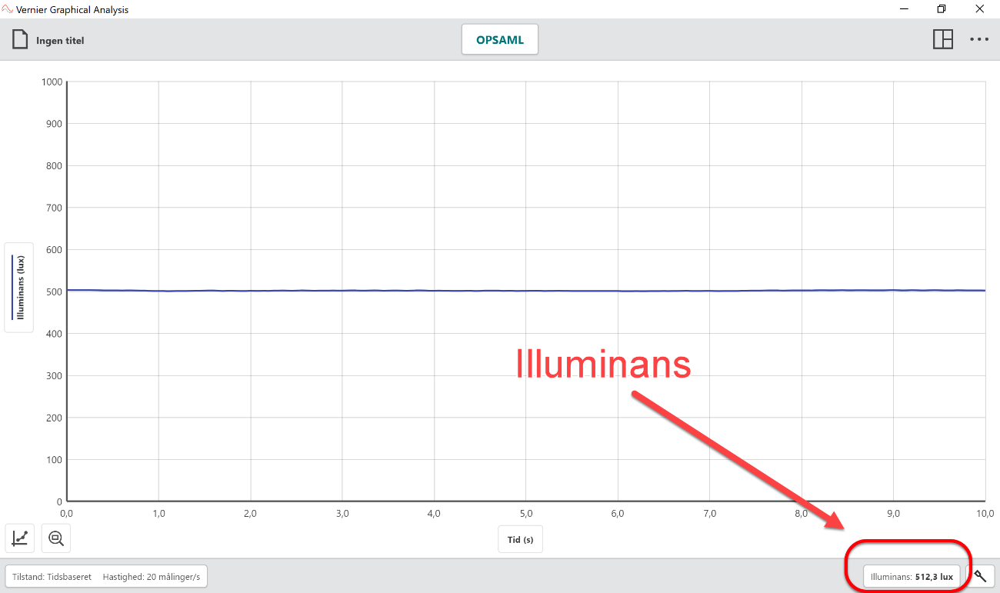 Vernier Graphical Analysis
Ingen titel
OPSAML
1000
900
800
700
600
500
400
300
200
100
0
Illuminans (lux)
Illuminans
0,0 1,0 2,0 3,0 4,0 5,0 6,0 7,0 8,0 9,0 10,0
Tid (s)
Tilstand: Tidsbaseret Hastighed: 20 målinger/s
Illuminans: 512,3 lux